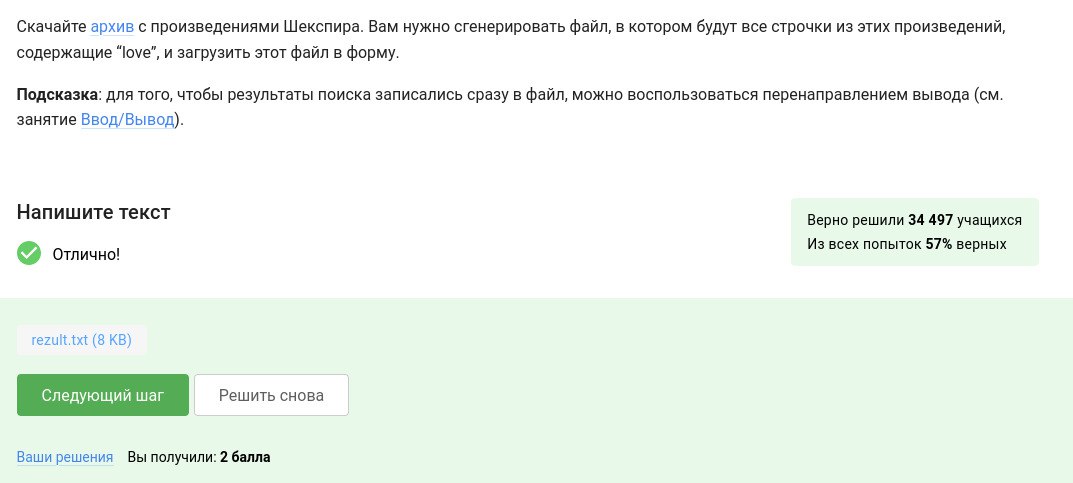 Скачайте архив с произведениями Шекспира. Вам нужно сгенерировать файл, в котором будут все строчки из этих произведений,
содержащие “love”, и загрузить этот файл в форму.
Подсказка: для того, чтобы результаты поиска записались сразу в файл, можно воспользоваться перенаправлением вывода (см.
занятие Ввод/Вывод).
Напишите текст
Отлично!
Верно решили 34 497 учащихся
Из всех попыток 57% верных
rezult.txt (8 KB)
Следующий шаг
Решить снова
Ваши решения Вы получили: 2 балла